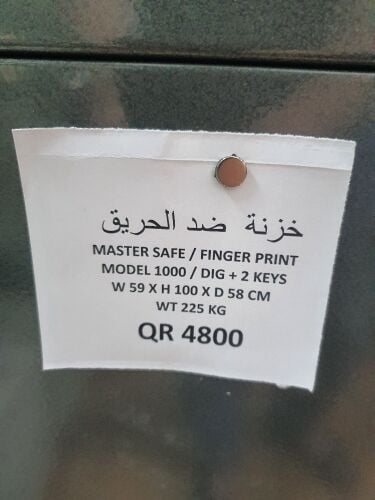 خزنة ضد الحريق
MASTER SAFE / FINGER PRINT
MODEL 1000 / DIG + 2 KEYS
W 59 X H 100 X D 58 CM
WT 225 KG
QR 4800